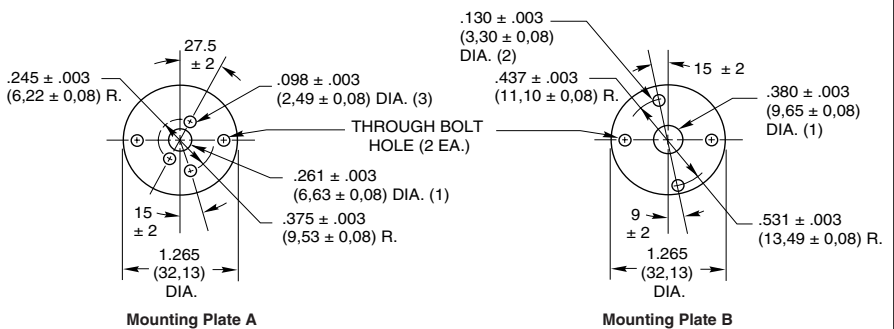 27.5
± 2
.245 ± .003
(6,22 ± 0,08) R.
.098 ± .003
(2,49 ± 0,08) DIA. (3)
THROUGH BOLT
HOLE (2 EA.)
.261 ± .003
(6,63 ± 0,08) DIA. (1)
.375 ± .003
(9,53 ± 0,08) R.
15
± 2
1.265
(32,13)
DIA.
Mounting Plate A
.130 ± .003
(3,30 ± 0,08)
DIA. (2)
15 ± 2
.437 ± .003
(11,10 ± 0,08) R.
.380 ± .003
(9,65 ± 0,08)
DIA. (1)
9
± 2
.531 ± .003
(13,49 ± 0,08) R.
1.265
(32,13)
DIA.
Mounting Plate B